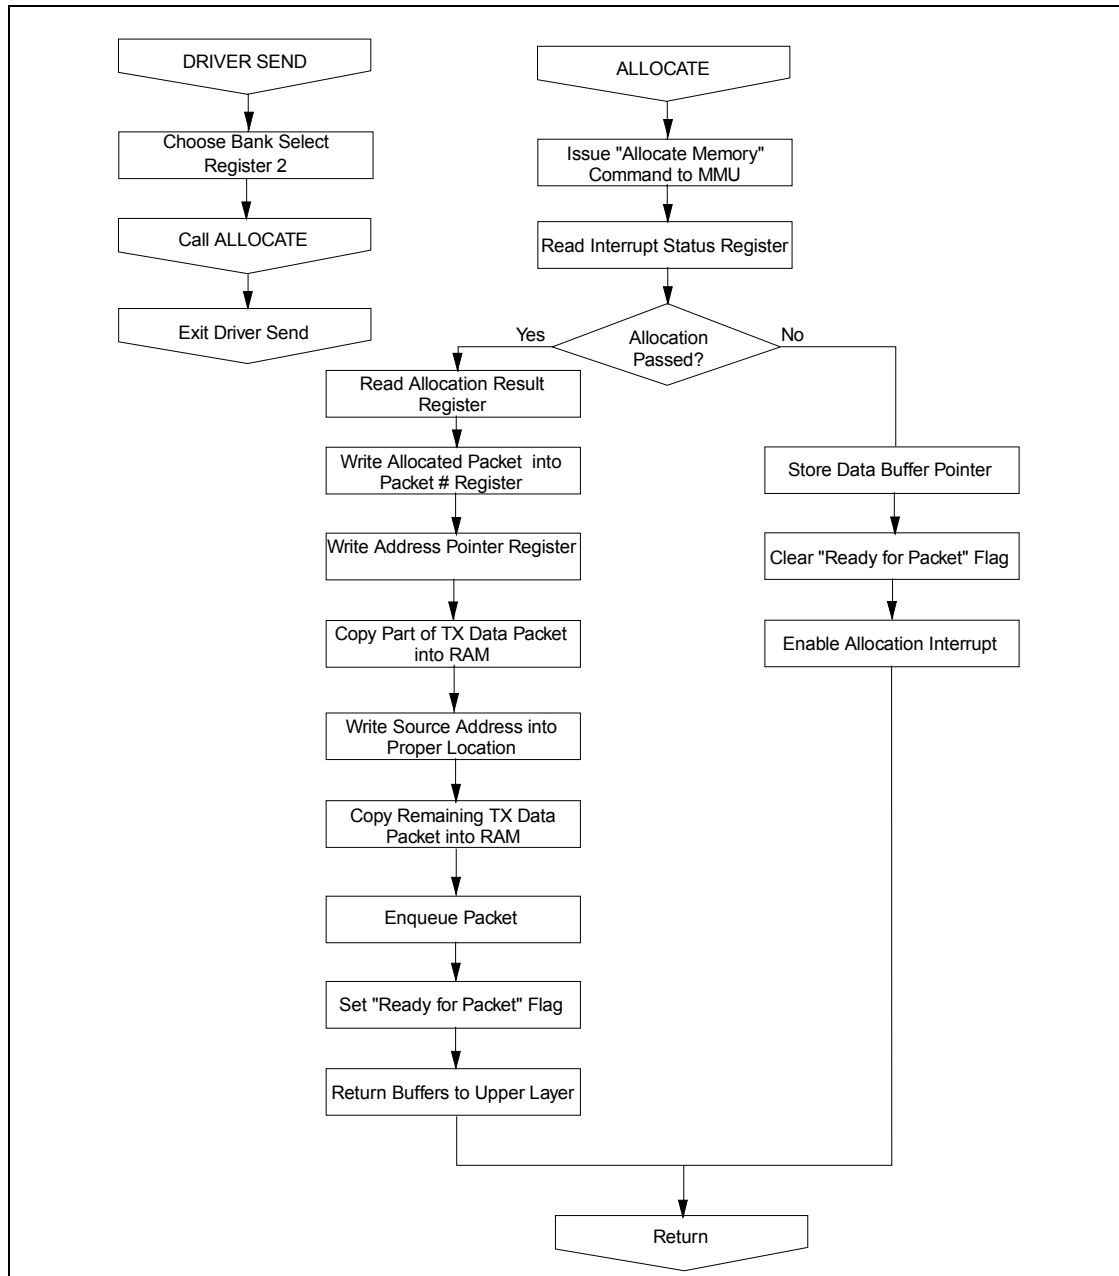 DRIVER SEND
Choose Bank Select
Register 2
Call ALLOCATE
Exit Driver Send
ALLOCATE
Issue "Allocate Memory"
Command to MMU
Read Interrupt Status Register
Allocation
Passed?
Yes
No
Read Allocation Result
Register
Write Allocated Packet into
Packet # Register
Write Address Pointer Register
Copy Part of TX Data Packet
into RAM
Write Source Address into
Proper Location
Copy Remaining TX Data
Packet into RAM
Enqueue Packet
Set "Ready for Packet" Flag
Return Buffers to Upper Layer
Store Data Buffer Pointer
Clear "Ready for Packet" Flag
Enable Allocation Interrupt
Return